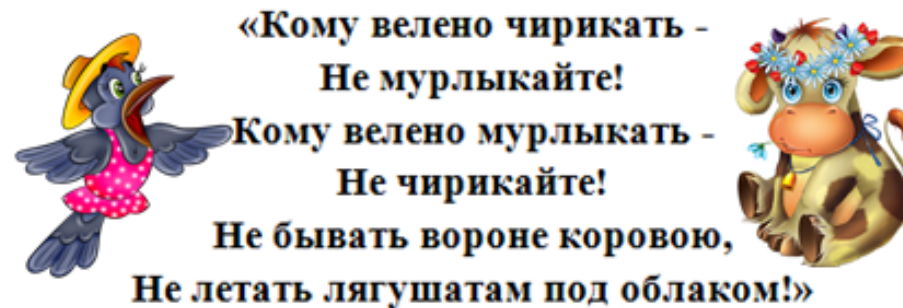 «Кому велено чирикать -
Не мурлыкайте!
Кому велено мурлыкать -
Не чирикайте!
Не бывать вороне коровою,
Не летать лягушатам под облаком!»